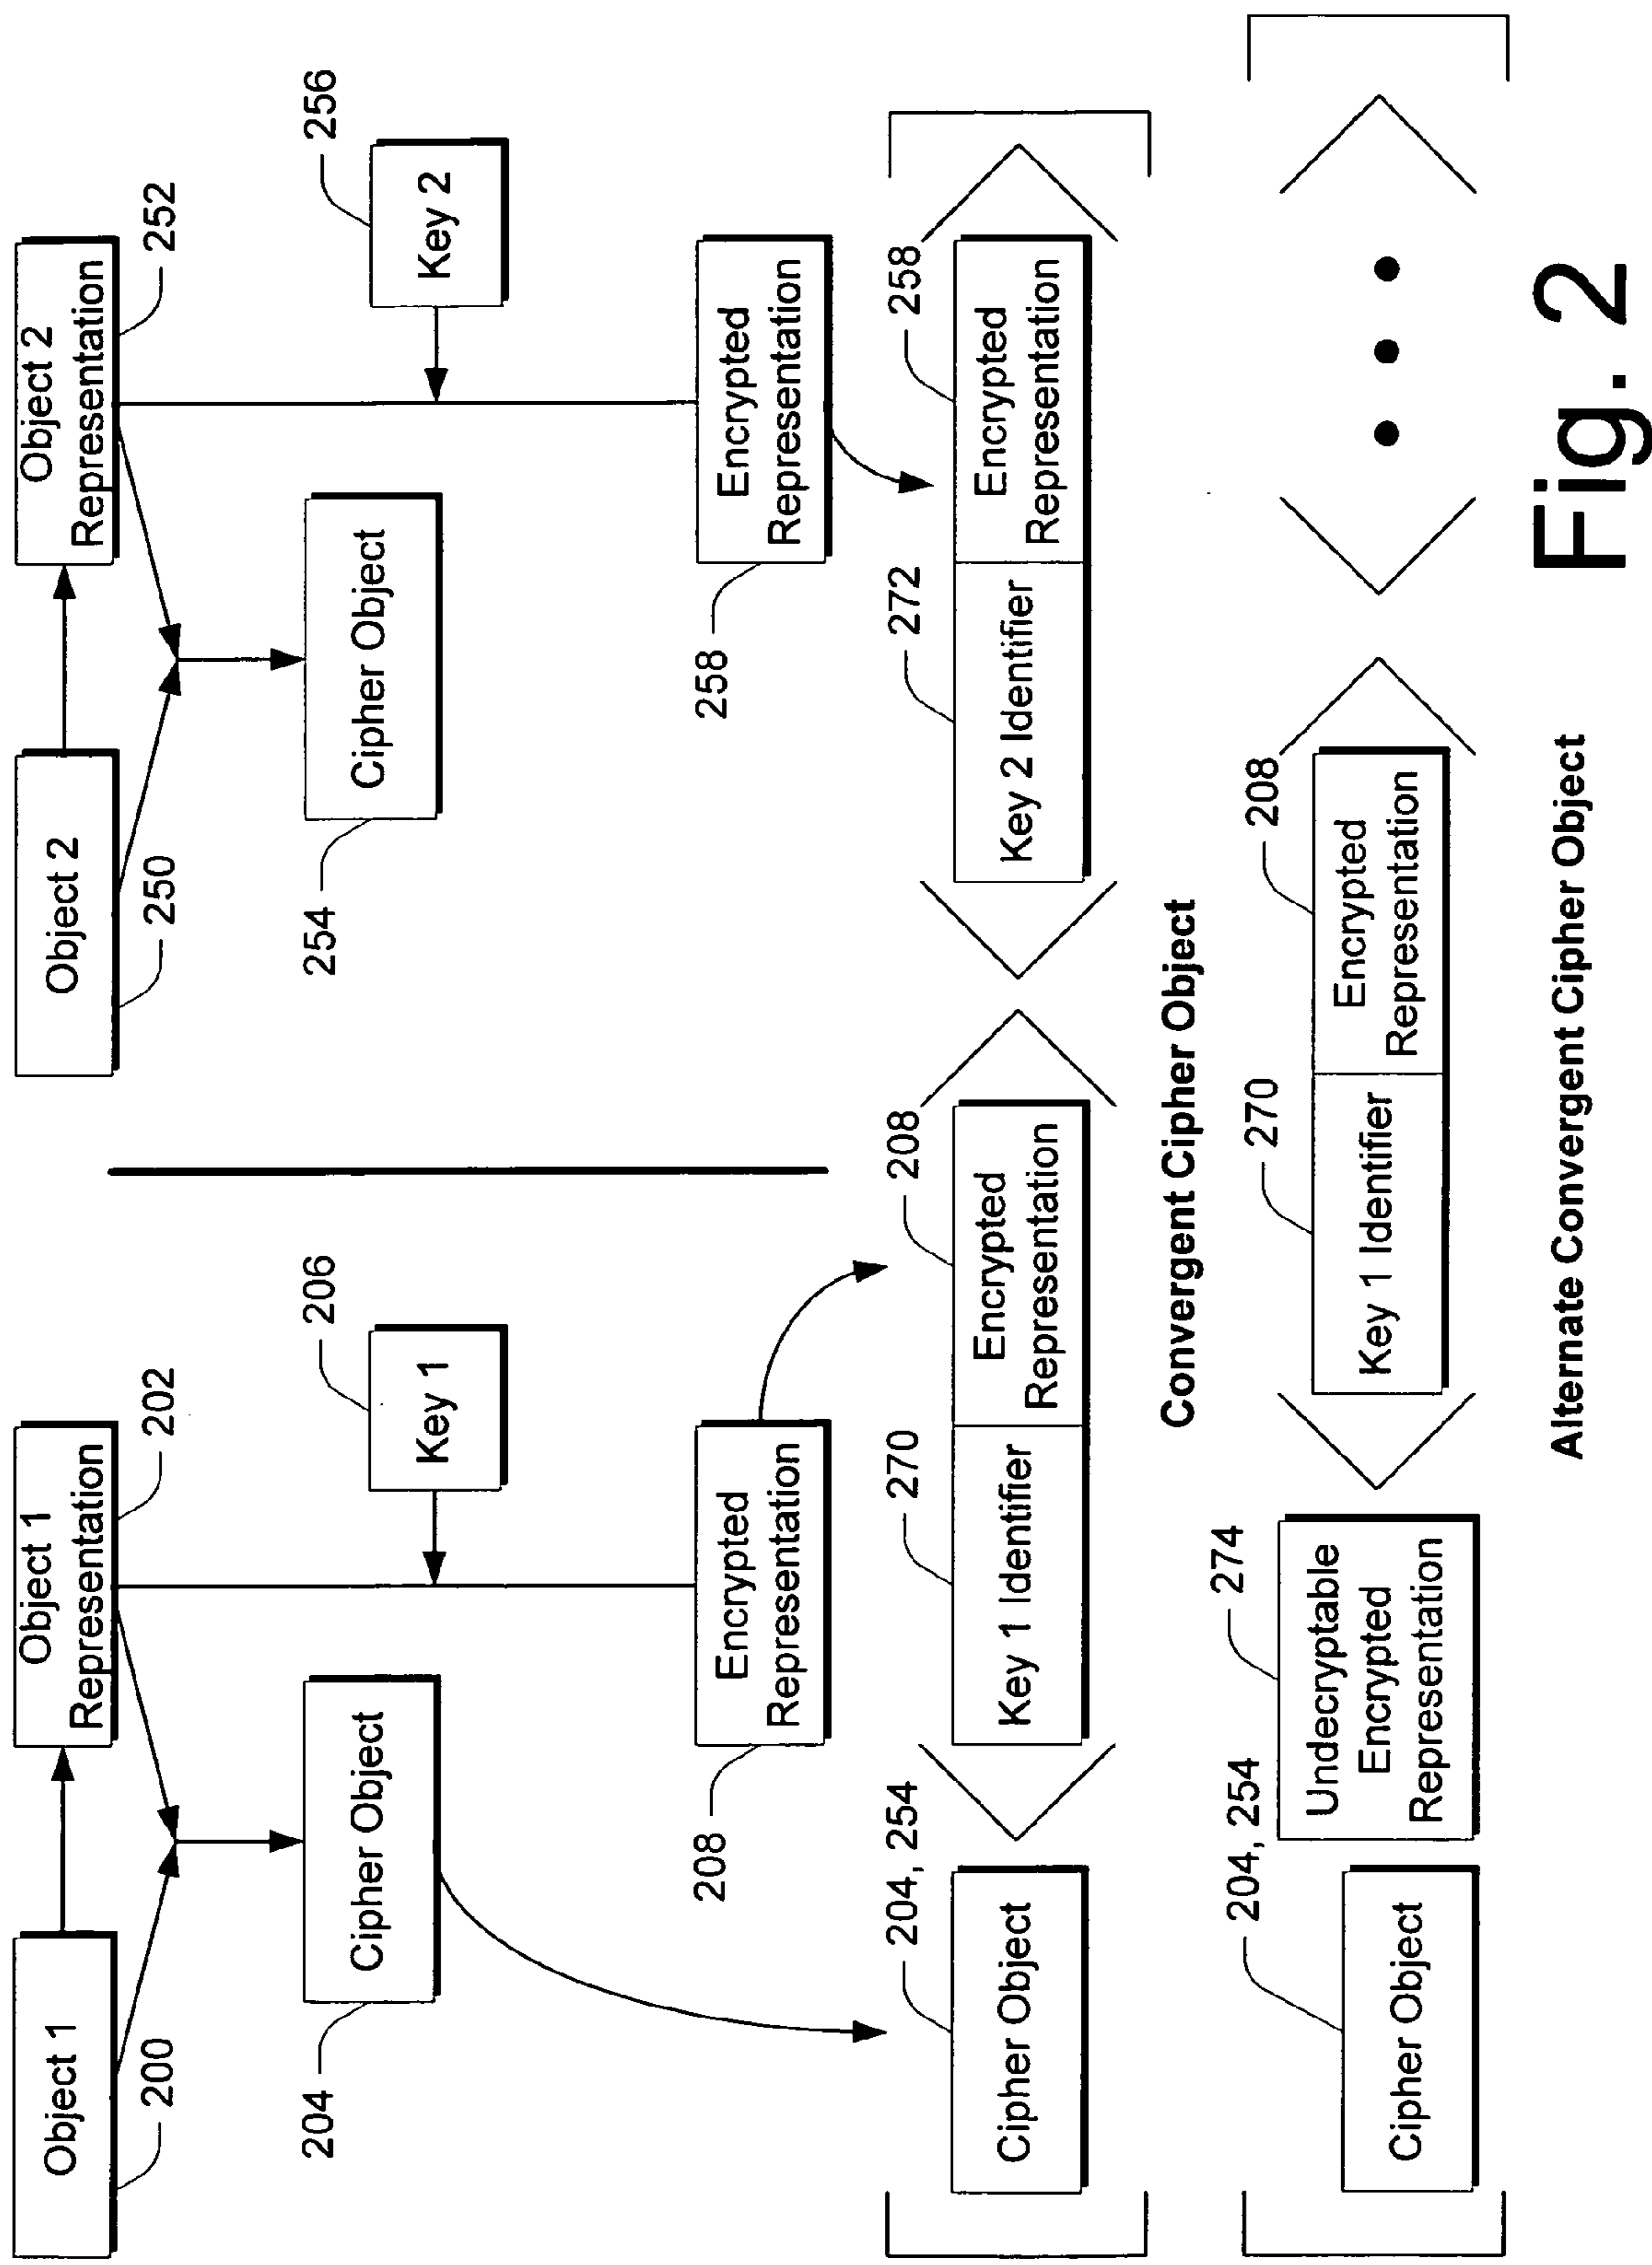 Object 1
200
Object 1
Representation
202
Cipher Object
204
Key 1
206
Encrypted
Representation
208
Object 2
250
Object 2
Representation
252
Cipher Object
254
Key 2
256
Encrypted
Representation
258
204, 254
Cipher Object
270
Key 1 Identifier
208
Encrypted
Representation
272
Key 2 Identifier
258
Encrypted
Representation
Convergent Cipher Object
204, 254
Cipher Object
274
Undecryptable
Encrypted
Representation
270
Key 1 Identifier
208
Encrypted
Representation
Alternate Convergent Cipher Object
Fig. 2